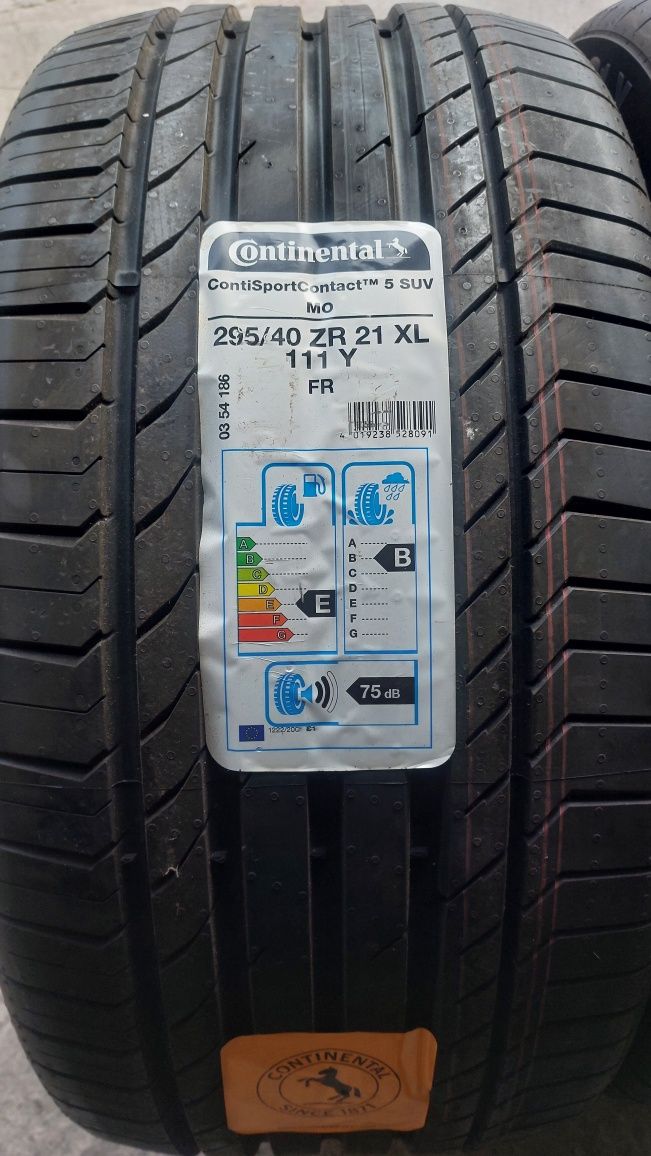 Continental
ContiSportContact™ 5 SUV
MO
295/40 ZR 21 XL
111 Y
FR
03 54 186
4 019238 528091
A
B
C
D
E
F
G
E
A
B
C
D
E
F
G
B
75 dB
CONTINENTAL
SINCE 1871